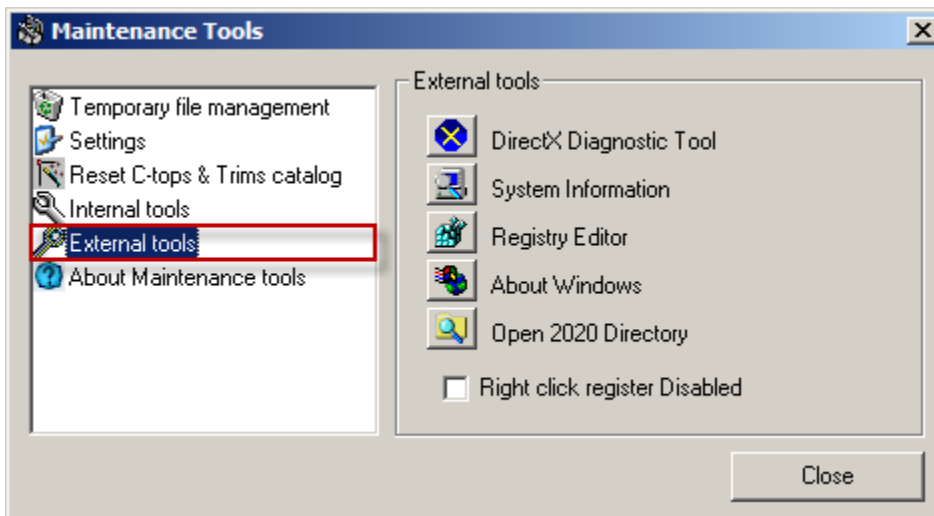 Maintenance Tools
Temporary file management
Settings
Reset C-tops & Trims catalog
Internal tools
External tools
About Maintenance tools
External tools
DirectX Diagnostic Tool
System Information
Registry Editor
About Windows
Open 2020 Directory
Right click register Disabled
Close